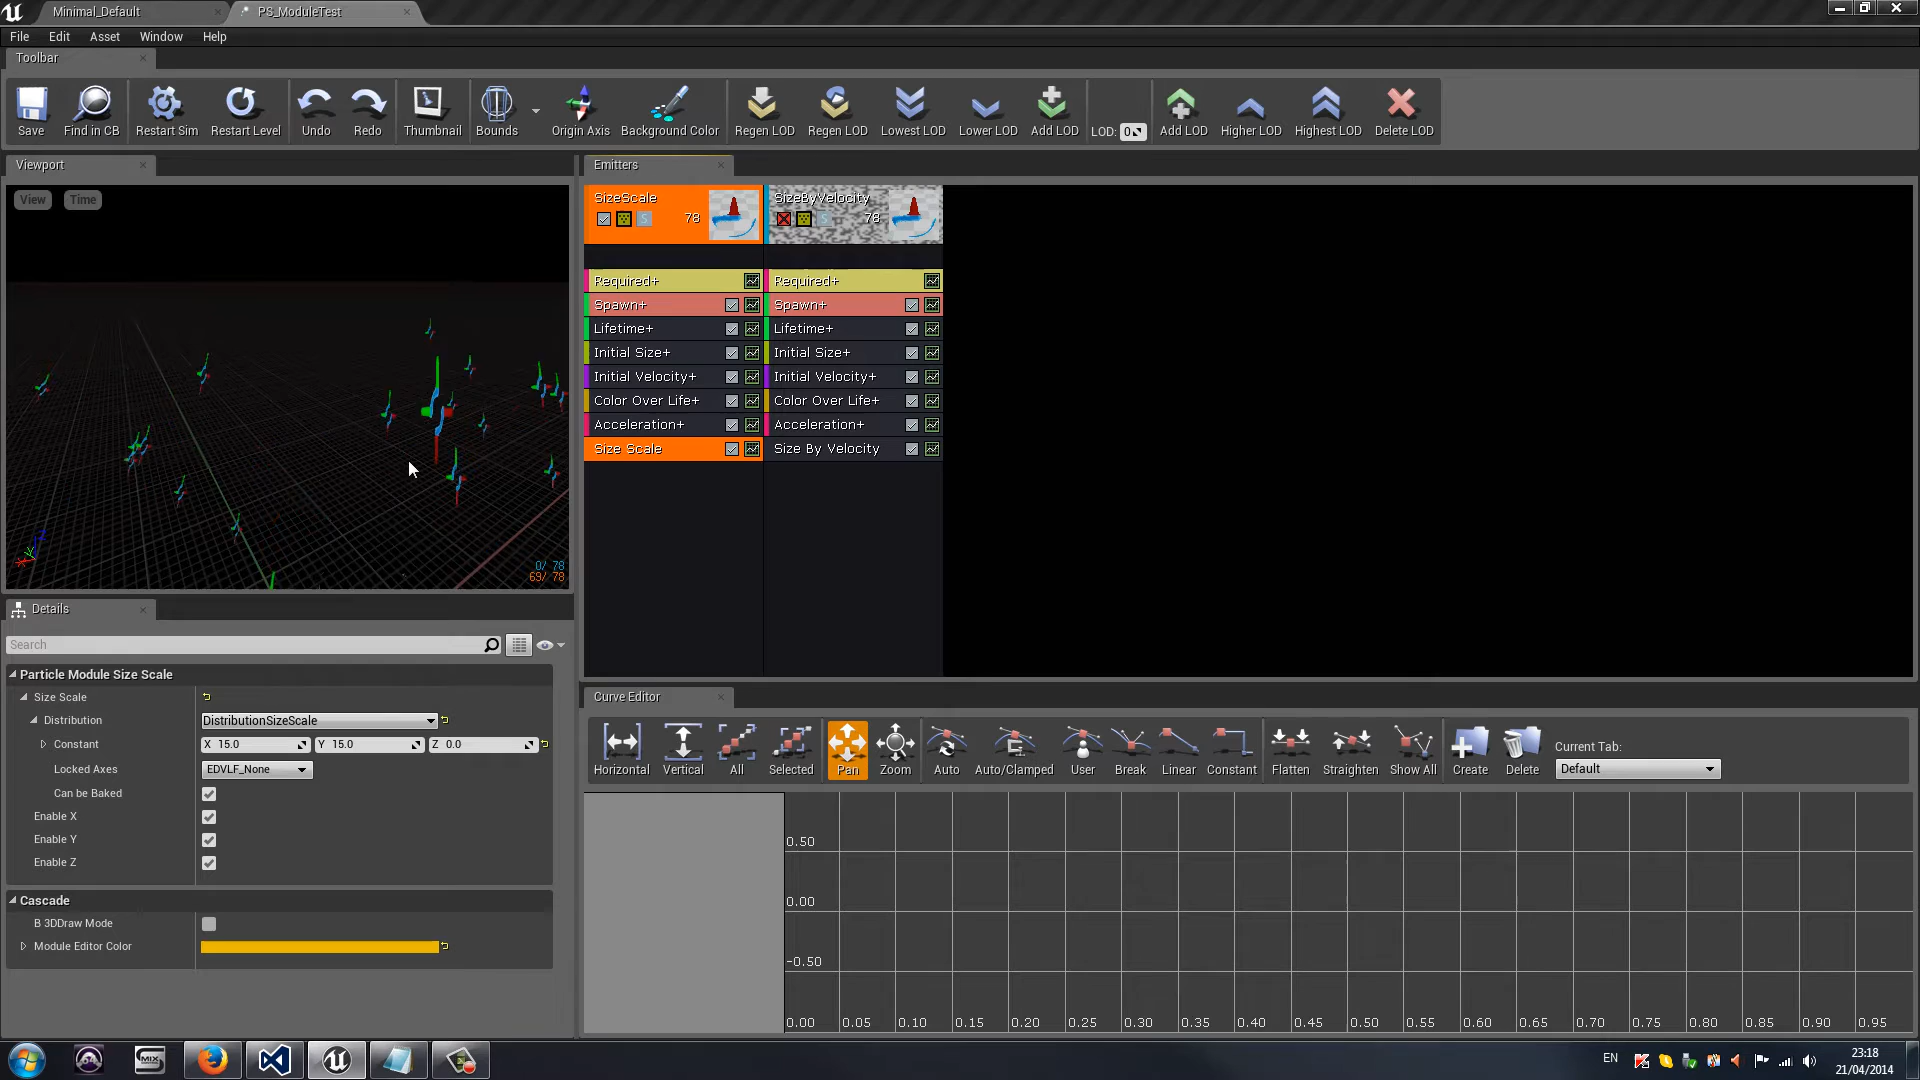 Minimal_Default
PS_ModuleTest
File Edit Asset Window Help
Toolbar
Save
Find in CB
Restart Sim
Restart Level
Undo
Redo
Thumbnail
Bounds
Origin Axis
Background Color
Regen LOD
Regen LOD
Lowest LOD
Lower LOD
Add LOD
LOD: 0
Add LOD
Higher LOD
Highest LOD
Delete LOD
Viewport
View
Time
0/ 78
69/ 78
Emitters
SizeScale
S
78
SizeByVelocity
S
78
Required+ Required+
Spawn+ Spawn+
Lifetime+ Lifetime+
Initial Size+ Initial Size+
Initial Velocity+ Initial Velocity+
Color Over Life+ Color Over Life+
Acceleration+ Acceleration+
Size Scale Size By Velocity
Details
Search
Particle Module Size Scale
Size Scale
Distribution DistributionSizeScale
Constant X 15.0 Y 15.0 Z 0.0
Locked Axes EDVLF_None
Can be Baked
Enable X
Enable Y
Enable Z
Cascade
B 3DDraw Mode
Module Editor Color
Curve Editor
Horizontal
Vertical
All
Selected
Pan
Zoom
Auto
Auto/Clamped
User
Break
Linear
Constant
Flatten
Straighten
Show All
Create
Delete
Current Tab:
Default
0.50
0.00
-0.50
0.00 0.05 0.10 0.15 0.20 0.25 0.30 0.35 0.40 0.45 0.50 0.55 0.60 0.65 0.70 0.75 0.80 0.85 0.90 0.95
MIX
EN
23:18
21/04/2014